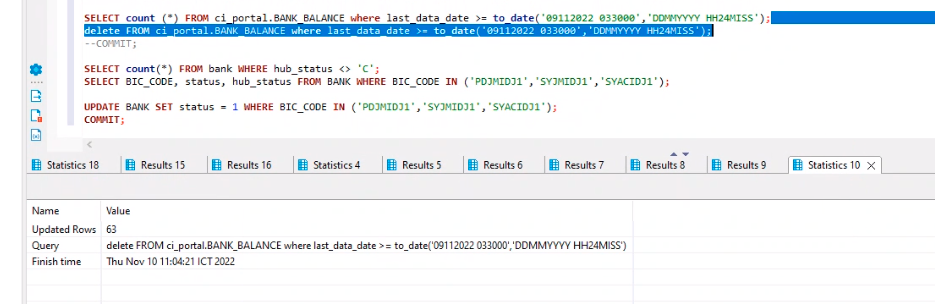 SELECT count (*) FROM ci_portal.BANK_BALANCE where last_data_date >= to_date('09112022 033000','DDMMYYYY HH24MISS');
delete FROM ci_portal.BANK_BALANCE where last_data_date >= to_date('09112022 033000','DDMMYYYY HH24MISS');
--COMMIT;
SELECT count(*) FROM bank WHERE hub_status <> 'C';
SELECT BIC_CODE, status, hub_status FROM BANK WHERE BIC_CODE IN ('PDJMIDJ1','SYJMIDJ1','SYACIDJ1');
UPDATE BANK SET status = 1 WHERE BIC_CODE IN ('PDJMIDJ1','SYJMIDJ1','SYACIDJ1');
COMMIT;
Statistics 18 Results 15 Results 16 Statistics 4 Results 5 Results 6 Results 7 Results 8 Results 9 Statistics 10
Name Value
Updated Rows 63
Query delete FROM ci_portal.BANK_BALANCE where last_data_date >= to_date('09112022 033000','DDMMYYYY HH24MISS')
Finish time Thu Nov 10 11:04:21 ICT 2022